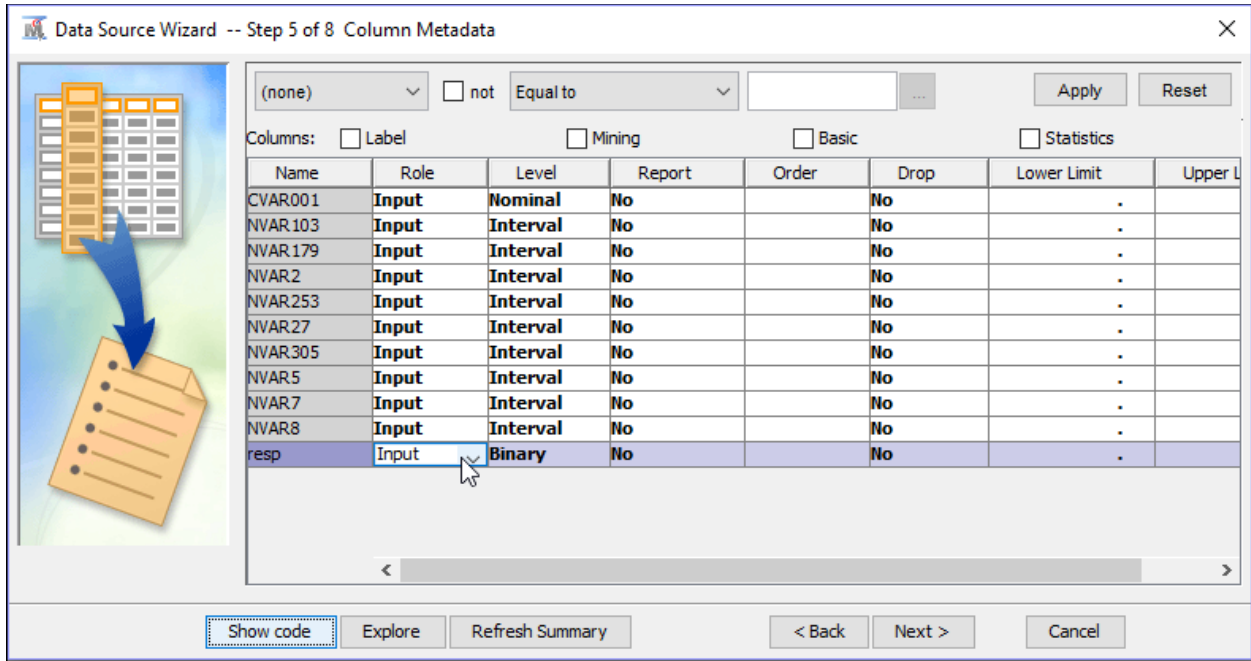 Data Source Wizard -- Step 5 of 8 Column Metadata
(none) not Equal to ... Apply Reset
Columns: Label Mining Basic Statistics
Name Role Level Report Order Drop Lower Limit Upper L
CVAR001 Input Nominal No No .
NVAR103 Input Interval No No .
NVAR179 Input Interval No No .
NVAR2 Input Interval No No .
NVAR253 Input Interval No No .
NVAR27 Input Interval No No .
NVAR305 Input Interval No No .
NVAR5 Input Interval No No .
NVAR7 Input Interval No No .
NVAR8 Input Interval No No .
resp Input Binary No No .
Show code Explore Refresh Summary < Back Next > Cancel